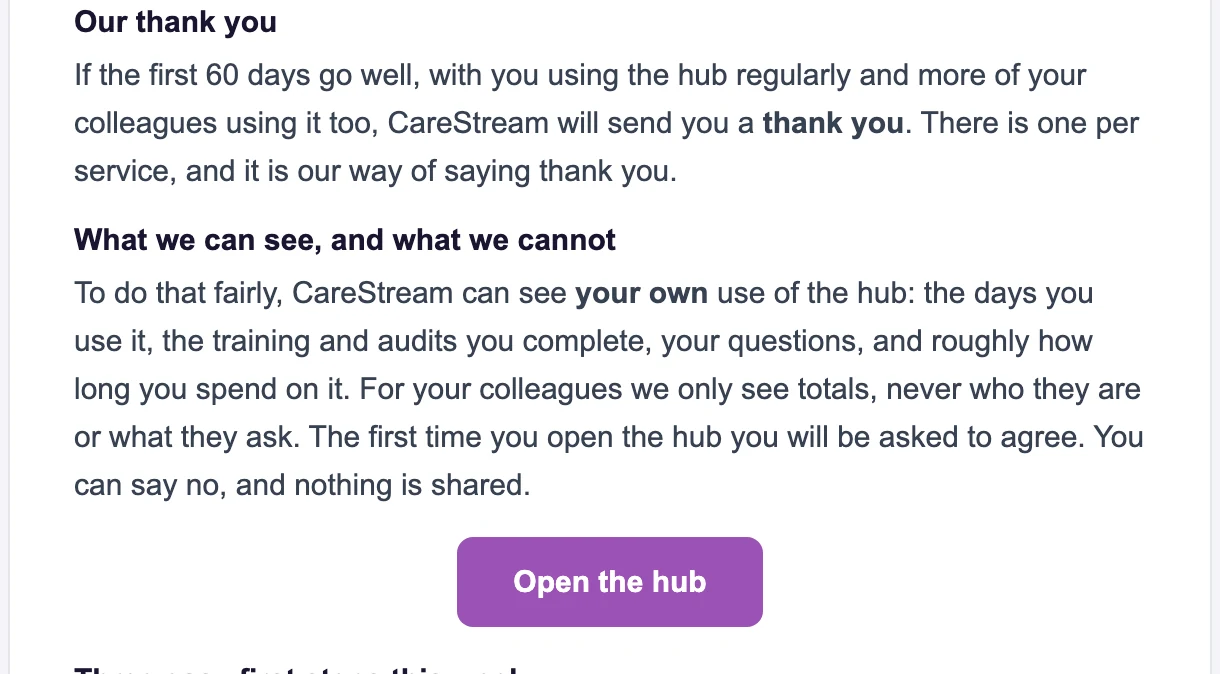 Our thank you
If the first 60 days go well, with you using the hub regularly and more of your
colleagues using it too, CareStream will send you a thank you. There is one per
service, and it is our way of saying thank you.
What we can see, and what we cannot
To do that fairly, CareStream can see your own use of the hub: the days you
use it, the training and audits you complete, your questions, and roughly how
long you spend on it. For your colleagues we only see totals, never who they are
or what they ask. The first time you open the hub you will be asked to agree. You
can say no, and nothing is shared.
Open the hub